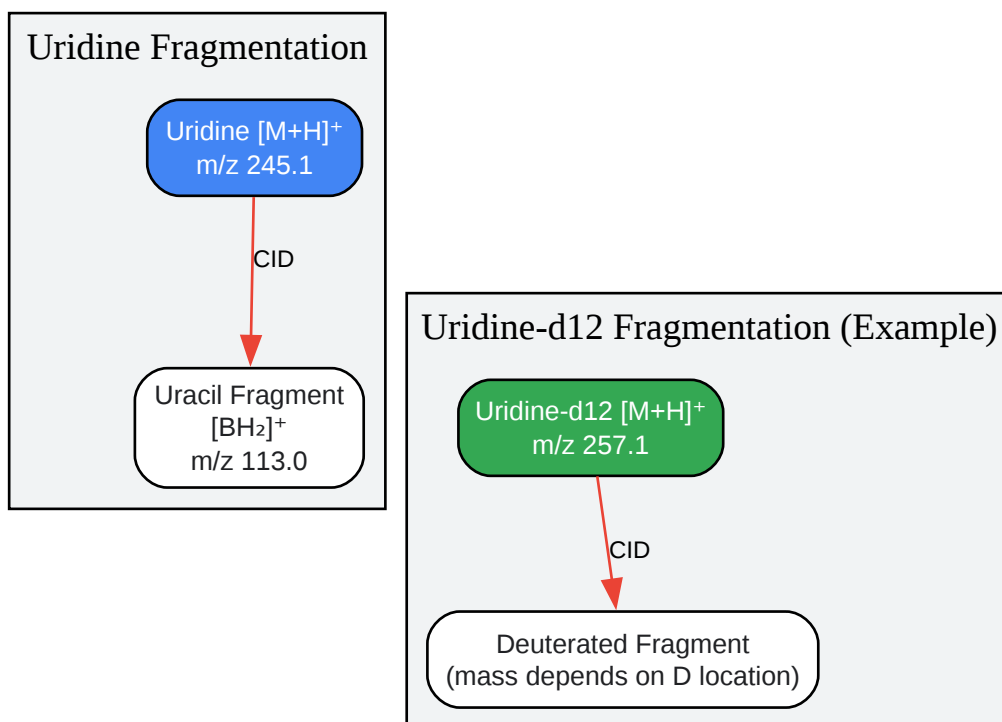 Uridine Fragmentation
Uridine [M+H]⁺
m/z 245.1
CID
Uracil Fragment
[BH₂]⁺
m/z 113.0
Uridine-d12 Fragmentation (Example)
Uridine-d12 [M+H]⁺
m/z 257.1
CID
Deuterated Fragment
(mass depends on D location)